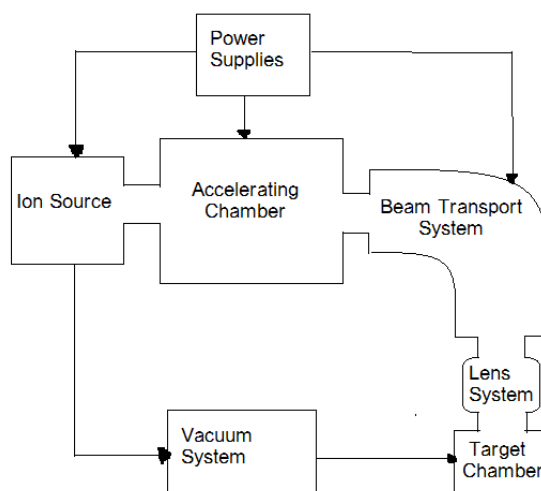 Power
Supplies
Ion Source
Accelerating
Chamber
Beam Transport
System
Lens
System
Vacuum
System
Target
Chamber